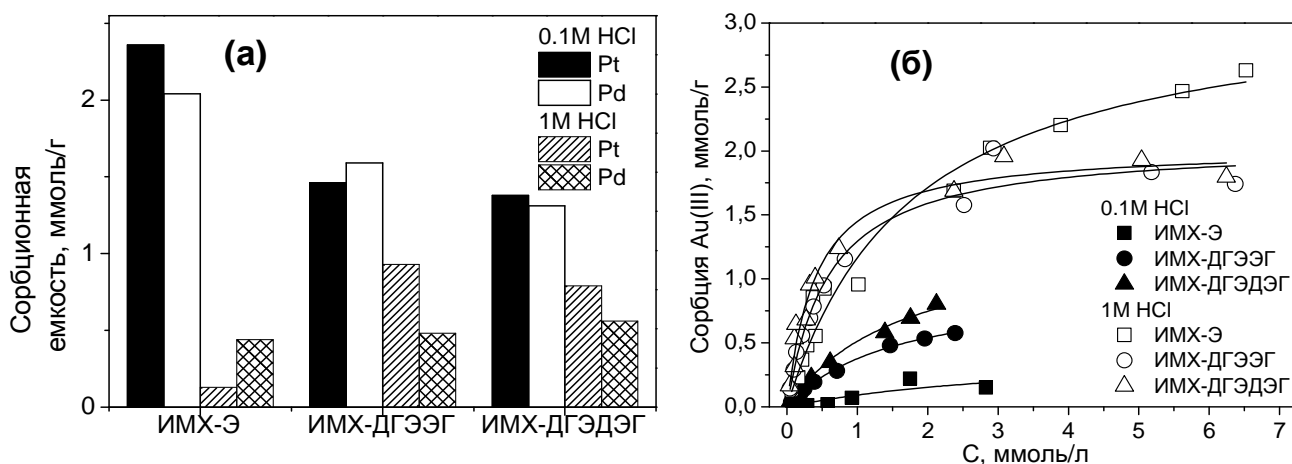 (а)
0.1M HCl
Pt
Pd
1M HCl
Pt
Pd
Сорбционная
емкость, ммоль/г
2
1
0
ИМХ-Э
ИМХ-ДГЭЭГ
ИМХ-ДГЭДЭГ
(б)
Сорбция Au(III), ммоль/г
3,0
2,5
2,0
1,5
1,0
0,5
0,0
0.1M HCl
ИМХ-Э
ИМХ-ДГЭЭГ
ИМХ-ДГЭДЭГ
1M HCl
ИМХ-Э
ИМХ-ДГЭЭГ
ИМХ-ДГЭДЭГ
0 1 2 3 4 5 6 7
С, ммоль/л